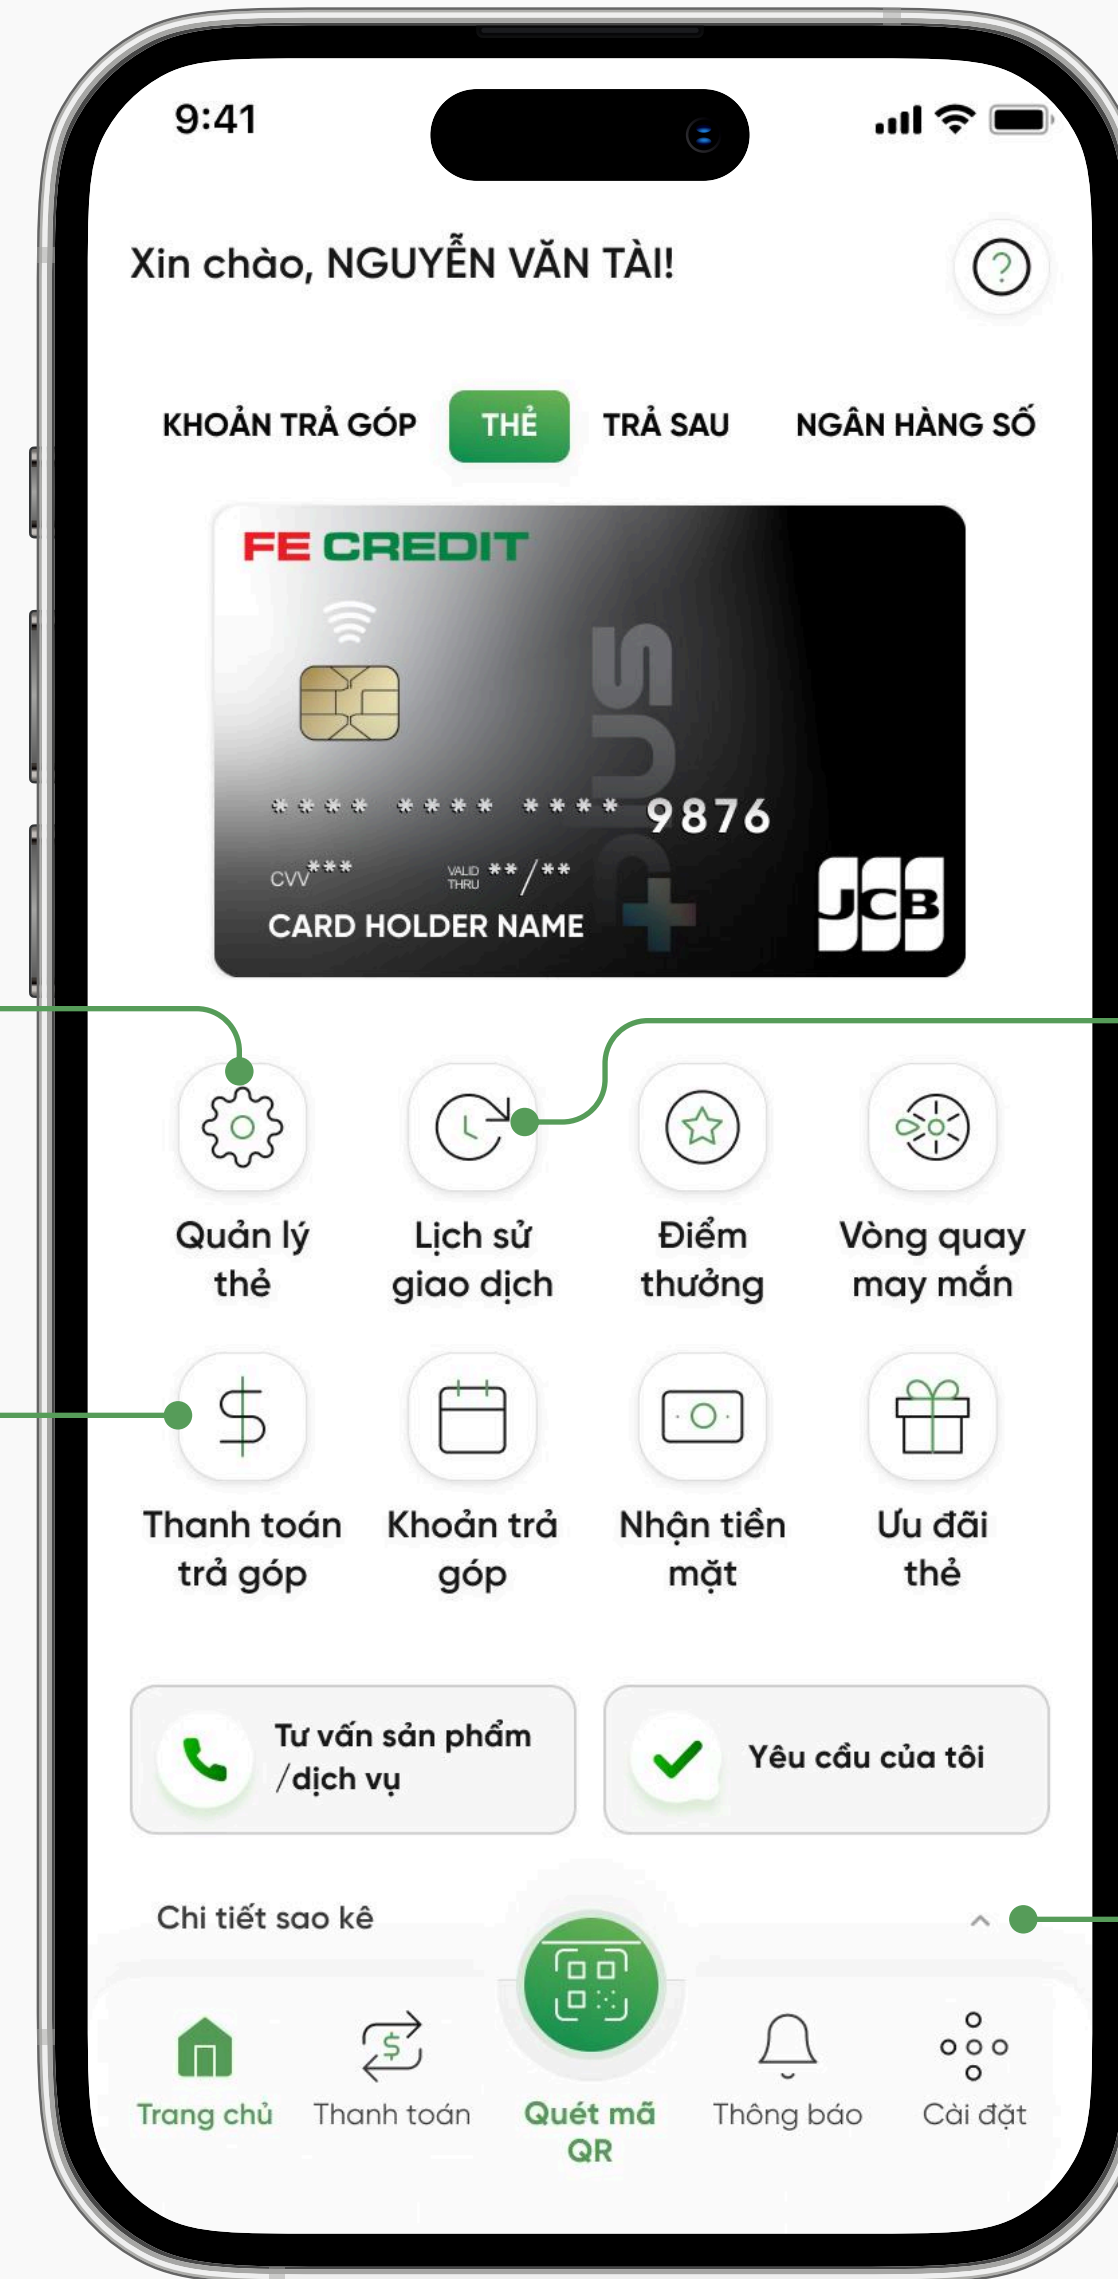 9:41
Xin chào, NGUYỄN VĂN TÀI!
KHOẢN TRẢ GÓP THẺ TRẢ SAU NGÂN HÀNG SỐ
FE CREDIT
plus
**** **** **** 9876
CVV*** VALID THRU **/**
CARD HOLDER NAME
JCB
Quản lý thẻ
Lịch sử giao dịch
Điểm thưởng
Vòng quay may mắn
Thanh toán trả góp
Khoản trả góp
Nhận tiền mặt
Ưu đãi thẻ
Tư vấn sản phẩm
/dịch vụ
Yêu cầu của tôi
Chi tiết sao kê
Trang chủ
Thanh toán
Quét mã
QR
Thông báo
Cài đặt